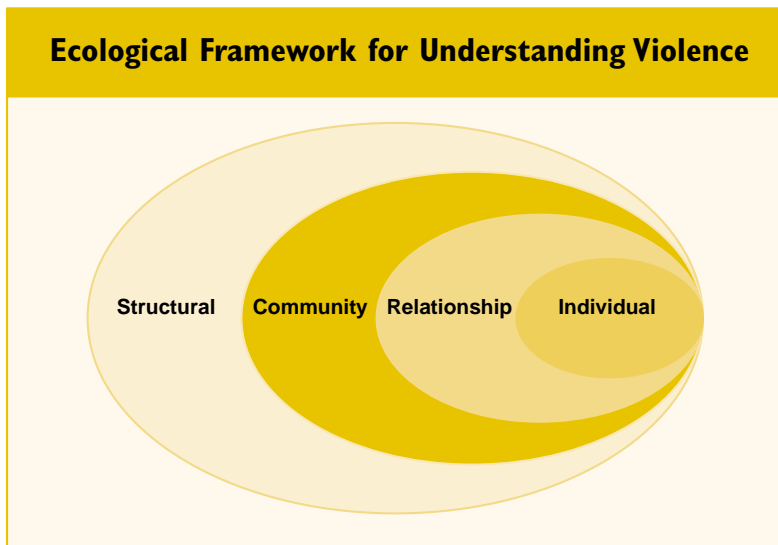 Ecological Framework for Understanding Violence
Structural Community Relationship Individual